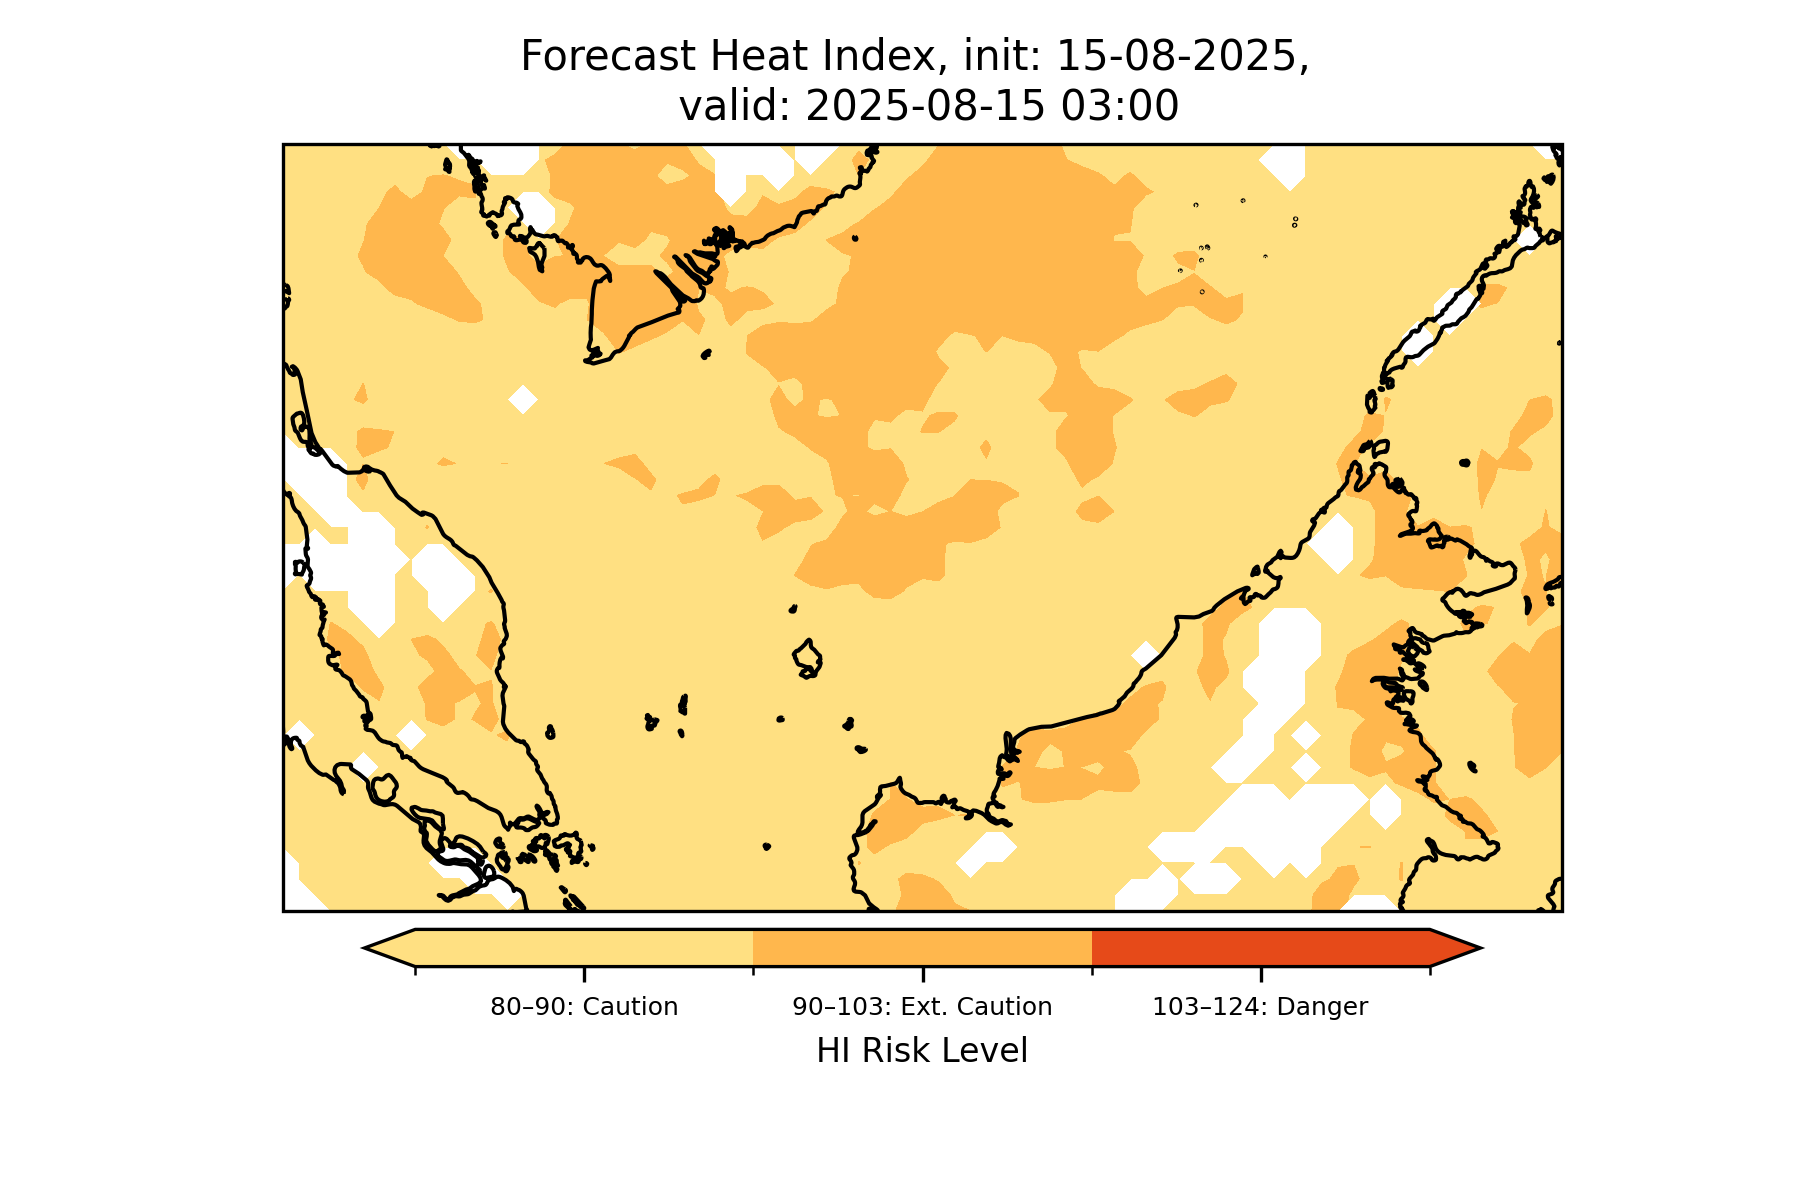 Forecast Heat Index, init: 15-08-2025,
valid: 2025-08-15 03:00
80–90: Caution
90–103: Ext. Caution
103–124: Danger
HI Risk Level